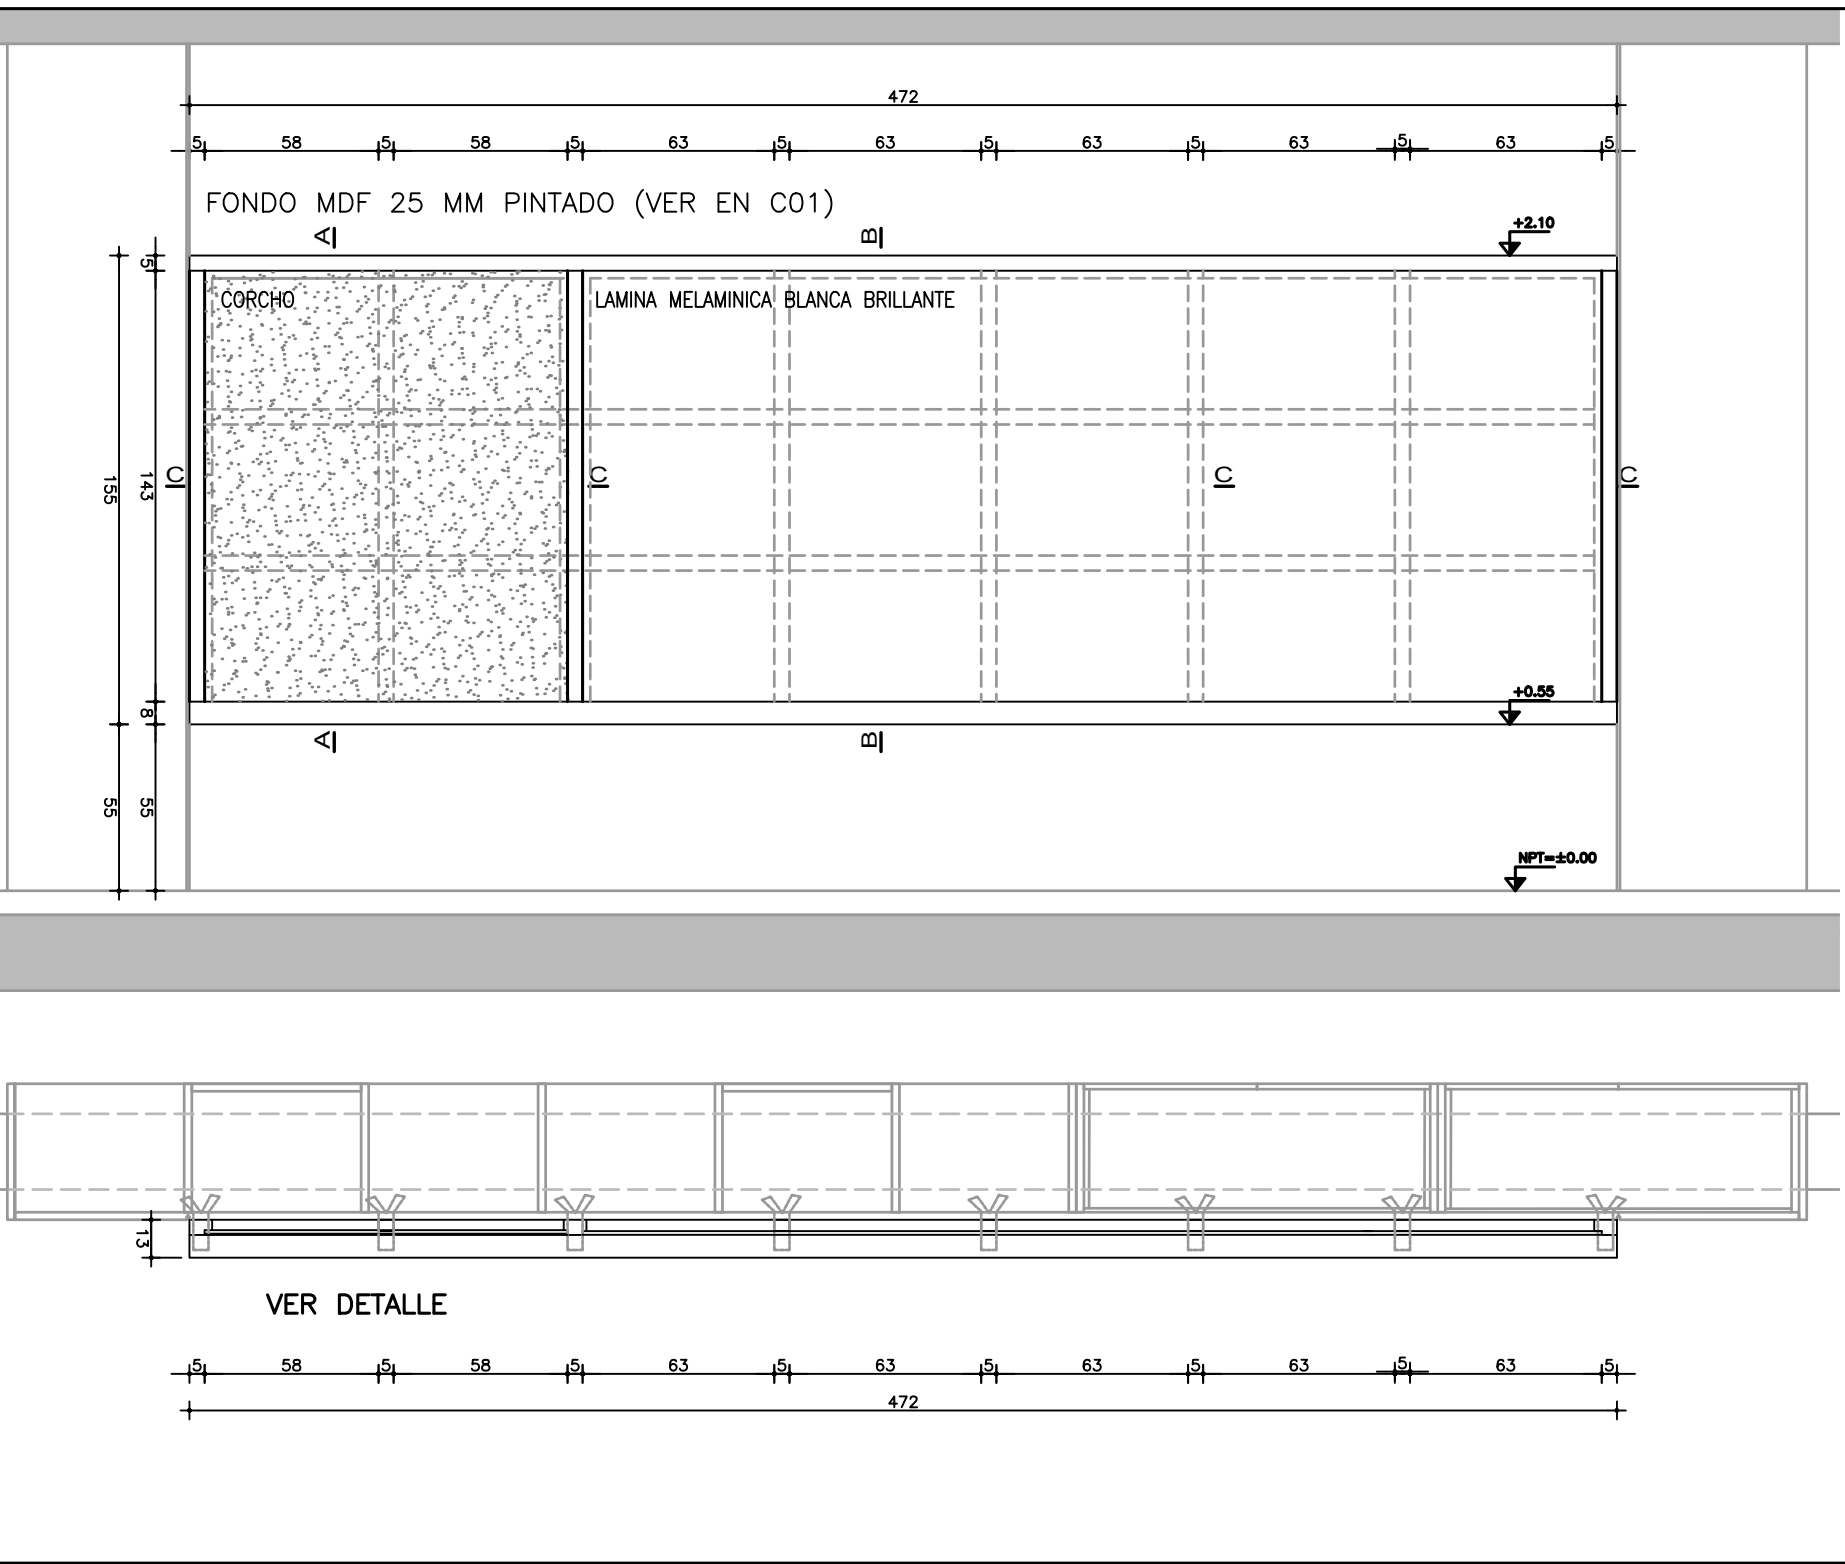 472
5 58 5 58 5 63 5 63 5 63 5 63 5 63 5
FONDO MDF 25 MM PINTADO (VER EN C01)
A B +2.10
5
CORCHO LAMINA MELAMINICA BLANCA BRILLANTE
155 143 C C C C
+0.55
8
A B
55 55
NPT=±0.00
13
VER DETALLE
5 58 5 58 5 63 5 63 5 63 5 63 5 63 5
472